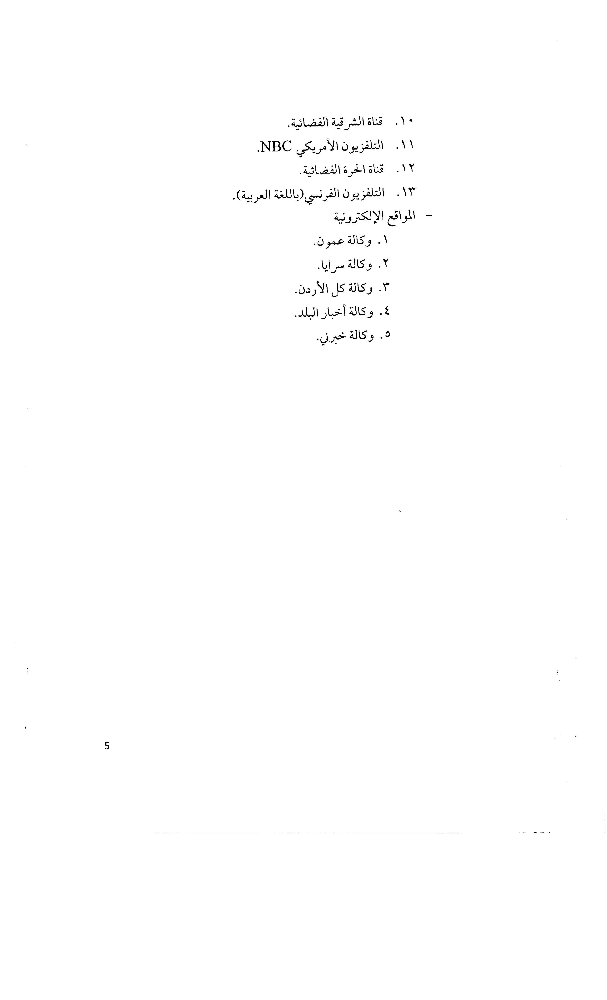 ١٠. قناة الشرقية الفضائية.
١١. التلفزيون الأمريكي NBC.
١٢. قناة الحرة الفضائية.
١٣. التلفزيون الفرنسي(باللغة العربية).
- المواقع الإلكترونية
١. وكالة عمون.
٢. وكالة سرايا.
٣. وكالة كل الأردن.
٤. وكالة أخبار البلد.
٥. وكالة خبرني.
5